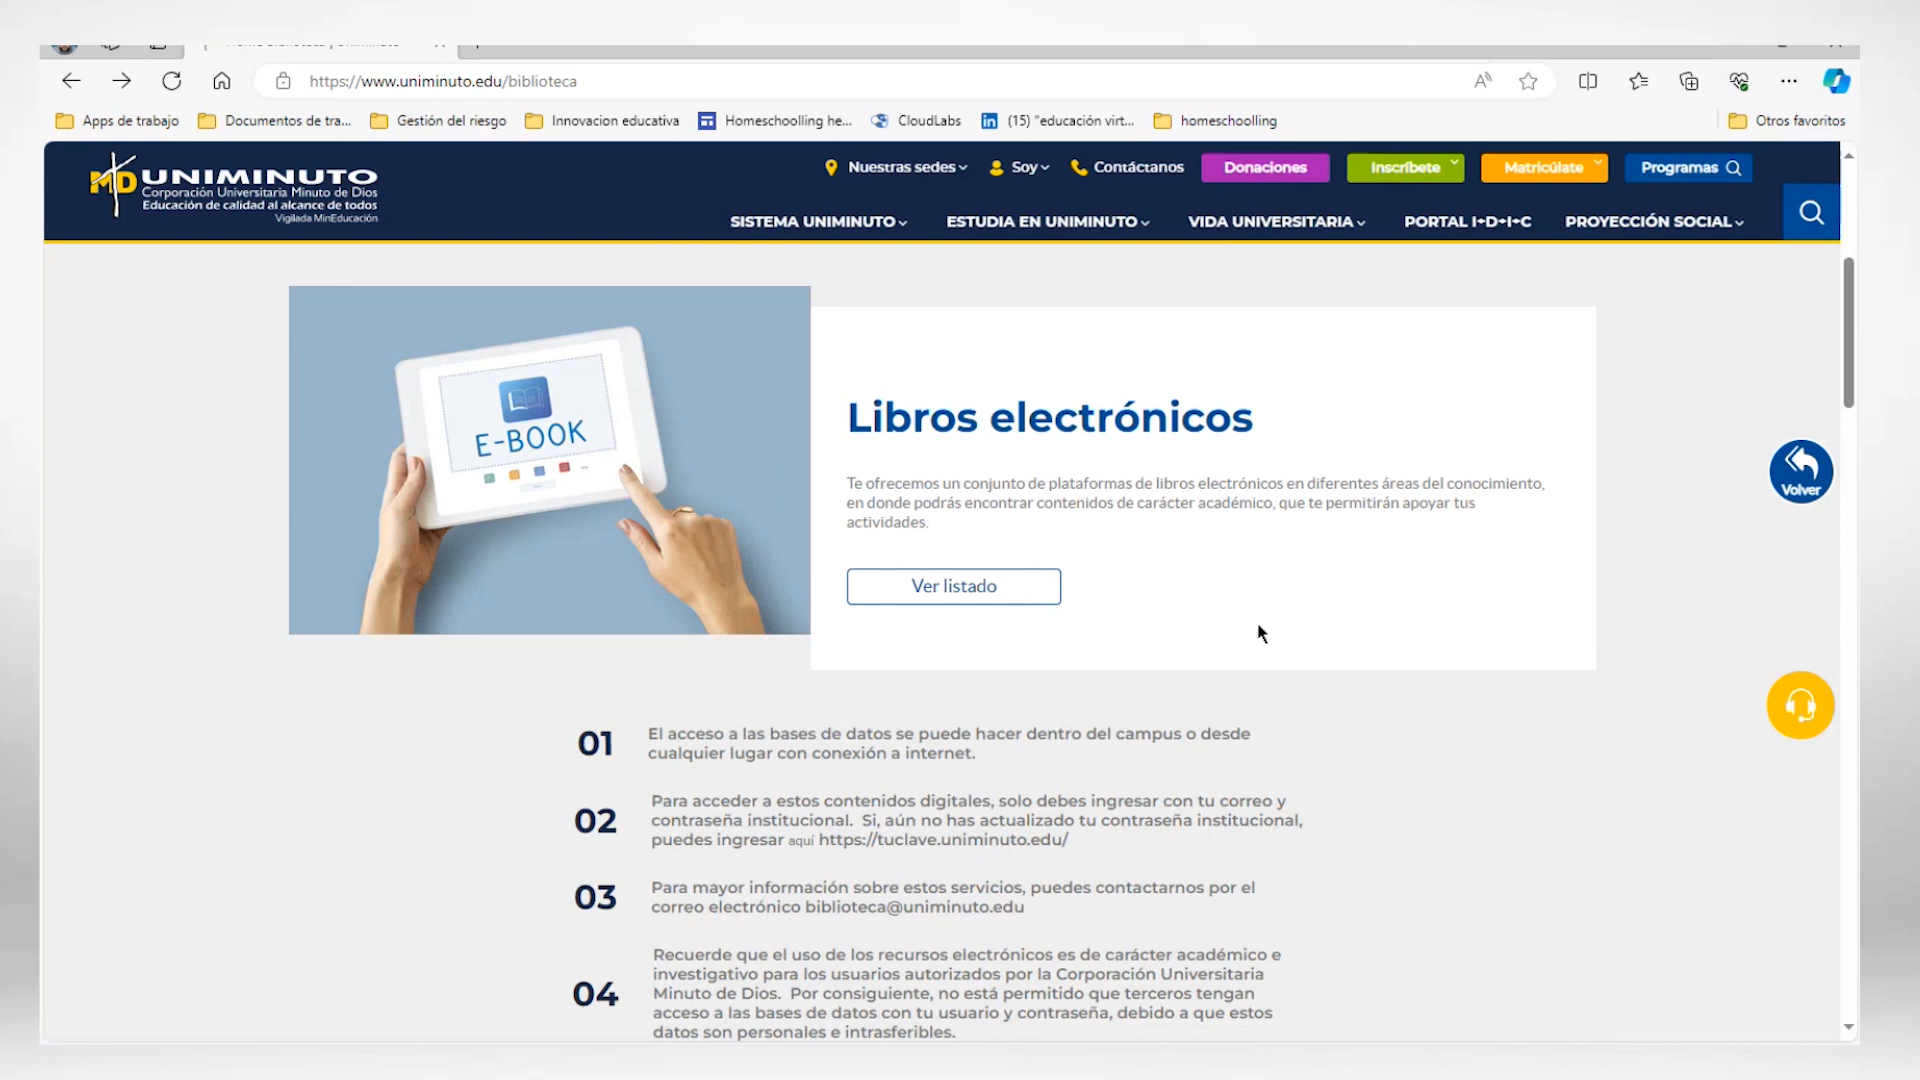 https://www.uniminuto.edu/biblioteca
Apps de trabajo
Documentos de tra...
Gestión del riesgo
Innovacion educativa
Homeschoolling he...
CloudLabs
(15) "educación virt...
homeschoolling
Otros favoritos
UNIMINUTO
Corporación Universitaria Minuto de Dios
Educación de calidad al alcance de todos
Vigilada MinEducación
Nuestras sedes
Soy
Contáctanos
Donaciones
Inscríbete
Matricúlate
Programas
SISTEMA UNIMINUTO
ESTUDIA EN UNIMINUTO
VIDA UNIVERSITARIA
PORTAL I+D+I+C
PROYECCIÓN SOCIAL
E-BOOK
Libros electrónicos
Te ofrecemos un conjunto de plataformas de libros electrónicos en diferentes áreas del conocimiento,
en donde podrás encontrar contenidos de carácter académico, que te permitirán apoyar tus
actividades.
Ver listado
Volver
01
El acceso a las bases de datos se puede hacer dentro del campus o desde
cualquier lugar con conexión a internet.
02
Para acceder a estos contenidos digitales, solo debes ingresar con tu correo y
contraseña institucional. Si, aún no has actualizado tu contraseña institucional,
puedes ingresar aquí https://tuclave.uniminuto.edu/
03
Para mayor información sobre estos servicios, puedes contactarnos por el
correo electrónico biblioteca@uniminuto.edu
04
Recuerde que el uso de los recursos electrónicos es de carácter académico e
investigativo para los usuarios autorizados por la Corporación Universitaria
Minuto de Dios. Por consiguiente, no está permitido que terceros tengan
acceso a las bases de datos con tu usuario y contraseña, debido a que estos
datos son personales e intrasferibles.